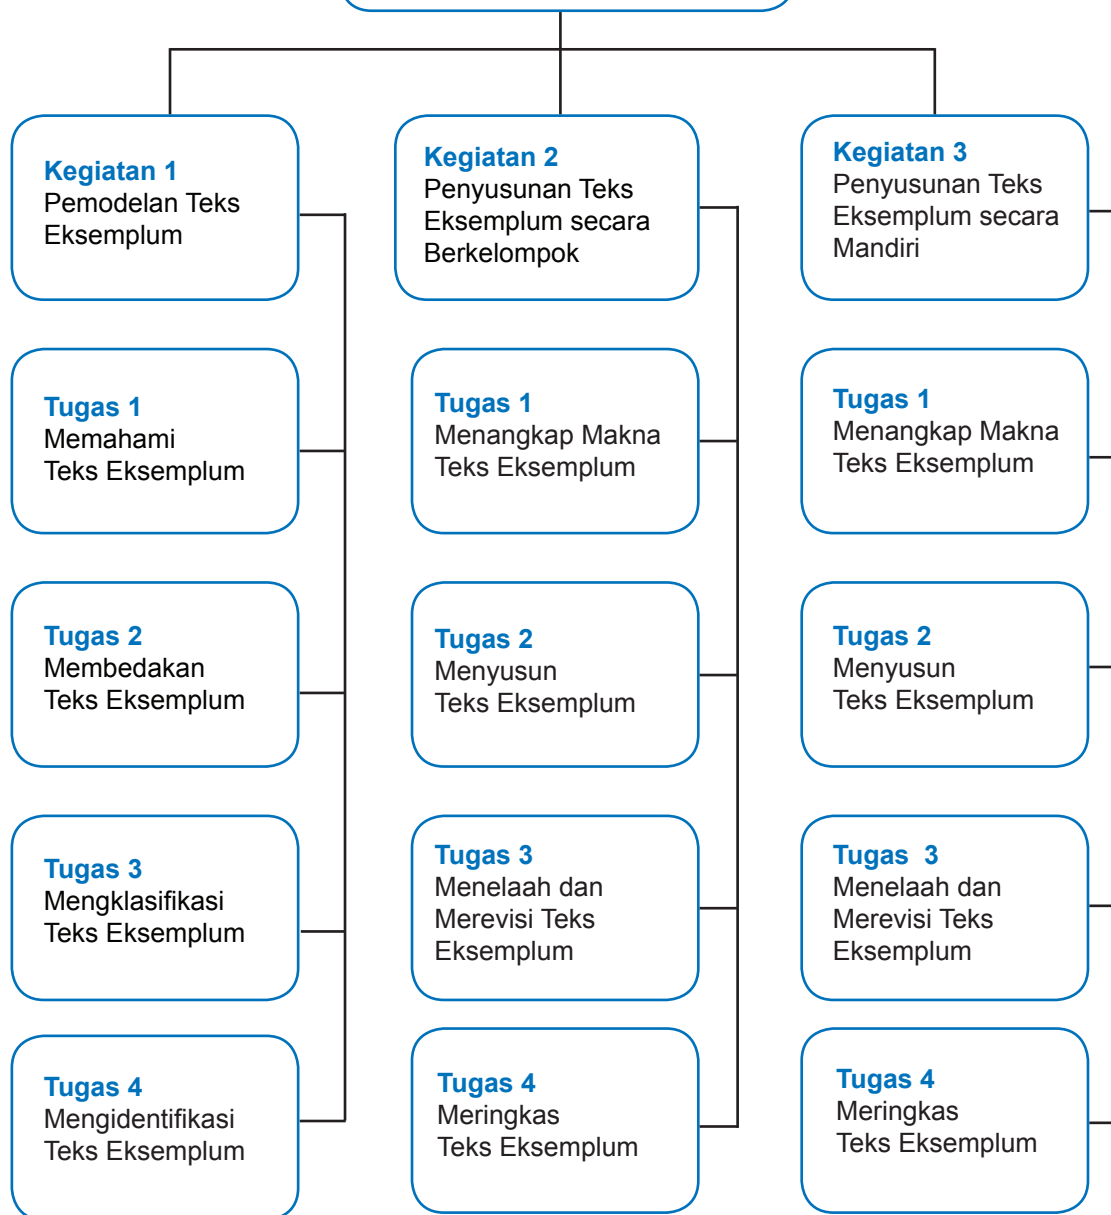 Kegiatan 1
Pemodelan Teks
Eksemplum
Tugas 1
Memahami
Teks Eksemplum
Tugas 2
Membedakan
Teks Eksemplum
Tugas 3
Mengklasifikasi
Teks Eksemplum
Tugas 4
Mengidentifikasi
Teks Eksemplum
Kegiatan 2
Penyusunan Teks
Eksemplum secara
Berkelompok
Tugas 1
Menangkap Makna
Teks Eksemplum
Tugas 2
Menyusun
Teks Eksemplum
Tugas 3
Menelaah dan
Merevisi Teks
Eksemplum
Tugas 4
Meringkas
Teks Eksemplum
Kegiatan 3
Penyusunan Teks
Eksemplum secara
Mandiri
Tugas 1
Menangkap Makna
Teks Eksemplum
Tugas 2
Menyusun
Teks Eksemplum
Tugas  3
Menelaah dan
Merevisi Teks
Eksemplum
Tugas 4
Meringkas
Teks Eksemplum